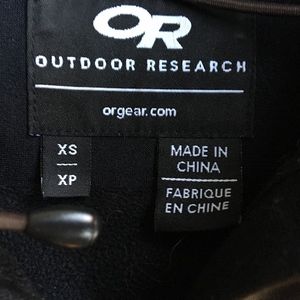 OR
OUTDOOR RESEARCH
orgear.com
XS
XP
MADE IN
CHINA
FABRIQUE
EN CHINE